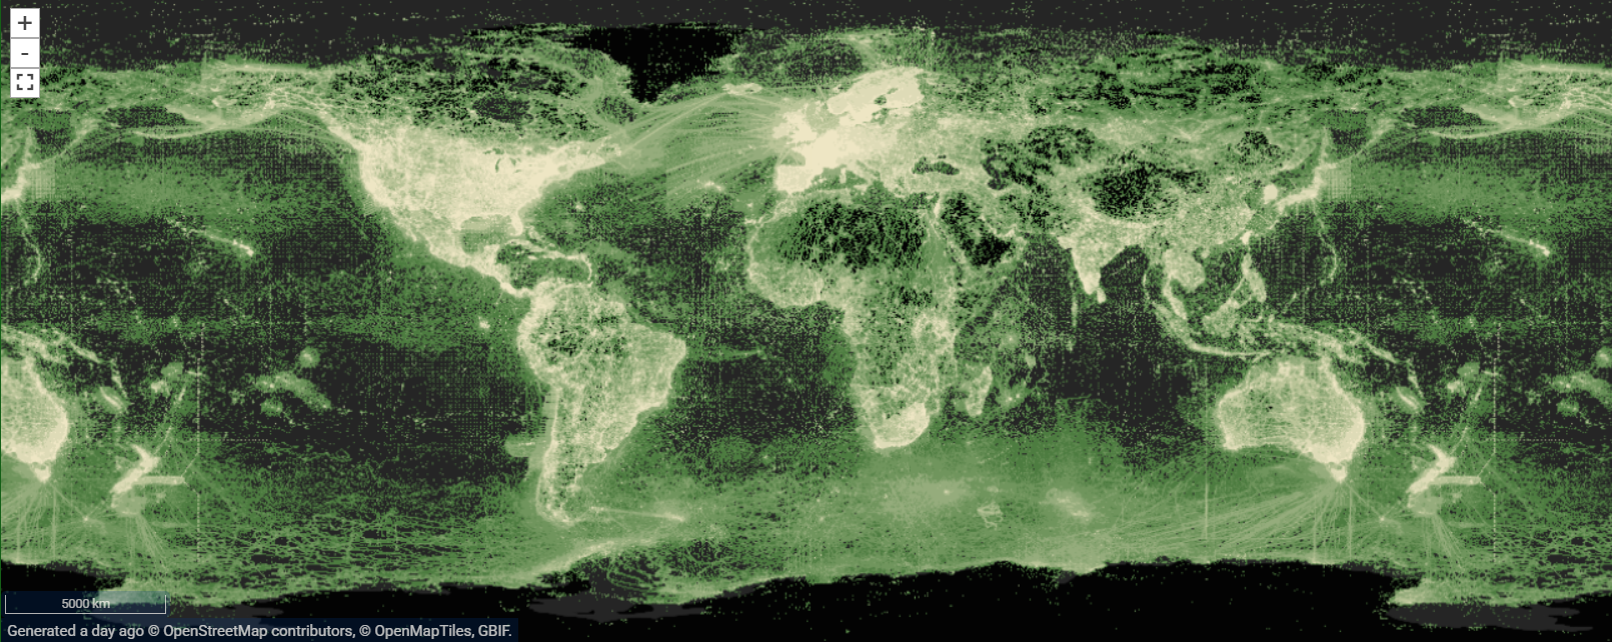 +
-
5000 km
Generated a day ago © OpenStreetMap contributors, © OpenMapTiles, GBIF.